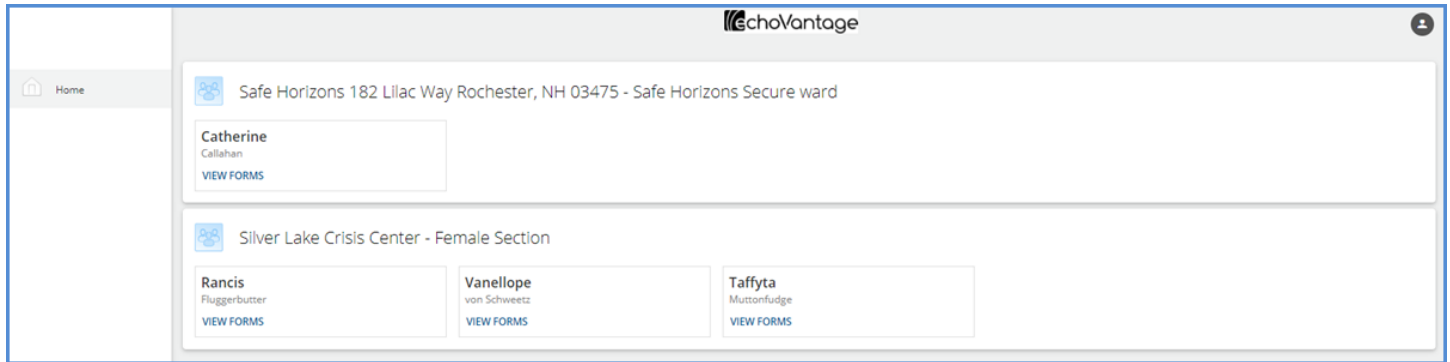 echoVantage
Home
Safe Horizons 182 Lilac Way Rochester, NH 03475 - Safe Horizons Secure ward
Catherine
Callahan
VIEW FORMS
Silver Lake Crisis Center - Female Section
Rancis
Fluggerbutter
VIEW FORMS
Vanellope
von Schweetz
VIEW FORMS
Taffyta
Muttonfudge
VIEW FORMS